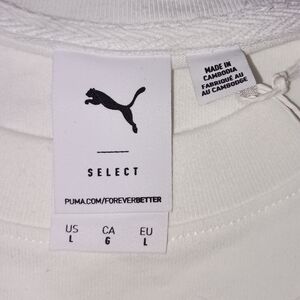 MADE IN
CAMBODIA
FABRIQUÉ AU
AU CAMBODGE
SELECT
PUMA.COM/FOREVERBETTER
US CA EU
L G L